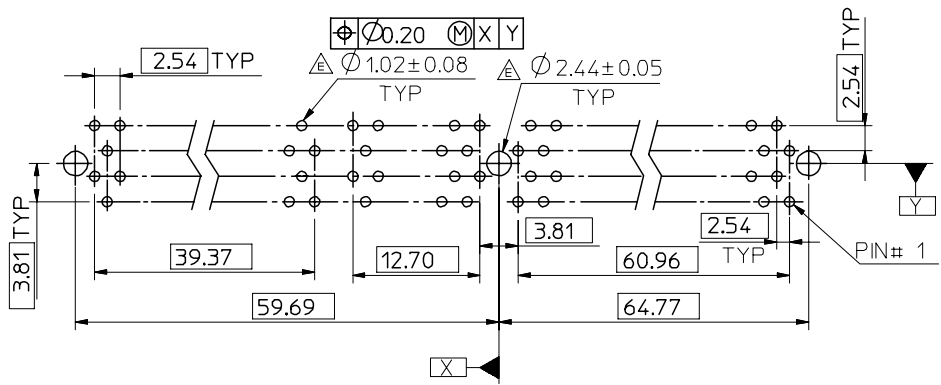 ⌖ Ø0.20 Ⓜ X Y
2.54 TYP
E Ø1.02±0.08
TYP
E Ø2.44±0.05
TYP
2.54 TYP
3.81 TYP
3.81
2.54
TYP
Y
39.37
12.70
60.96
PIN# 1
59.69
64.77
X